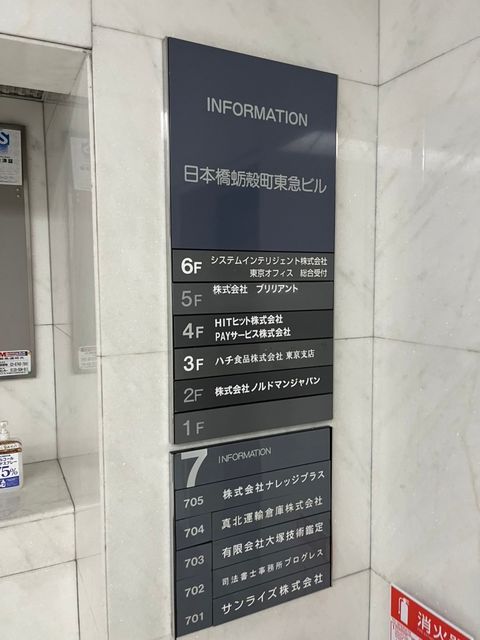 INFORMATION
日本橋蛎殻町東急ビル
6F システムインテリジェント株式会社
東京オフィス 総合受付
5F 株式会社 ブリリアント
4F HITヒット株式会社
PAYサービス株式会社
3F ハチ食品株式会社 東京支店
2F 株式会社ノルドマンジャパン
1F
7 INFORMATION
705 株式会社ナレッジプラス
704 真北運輸倉庫株式会社
703 有限会社大塚技術鑑定
702 司法書士事務所プログレス
701 サンライズ株式会社
消火
5%